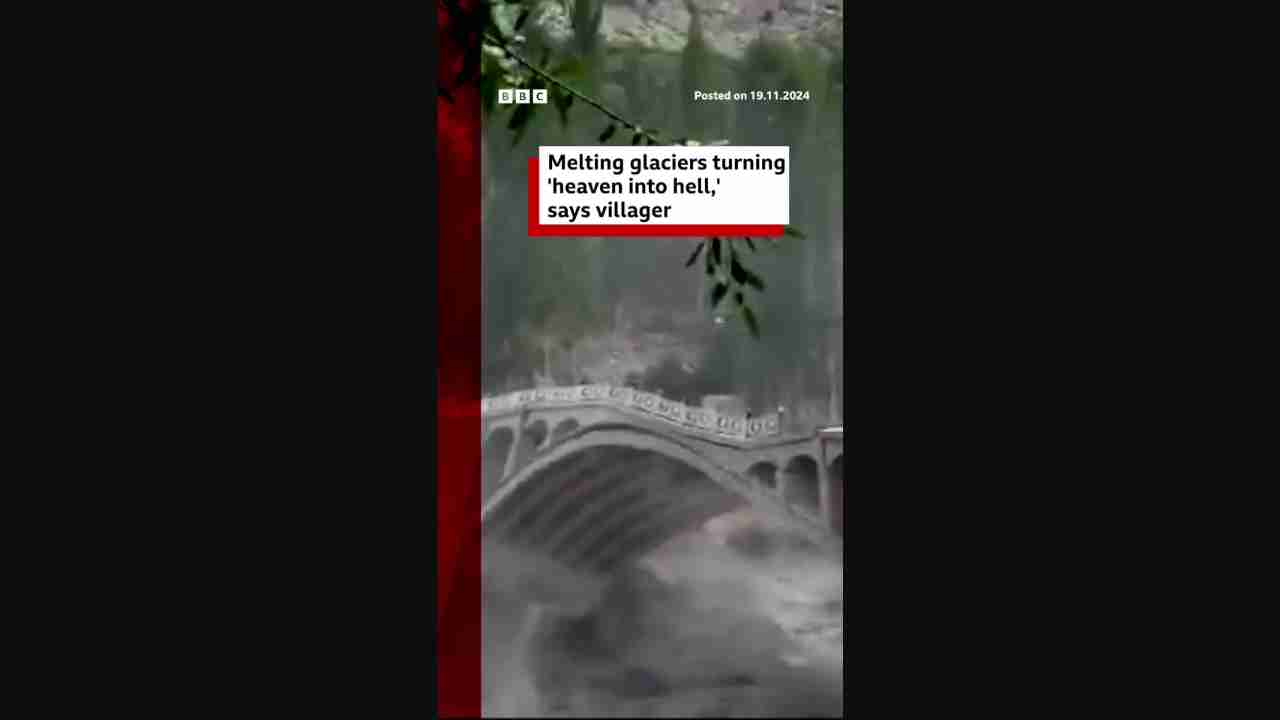 BBC
Posted on 19.11.2024
Melting glaciers turning
'heaven into hell,'
says villager